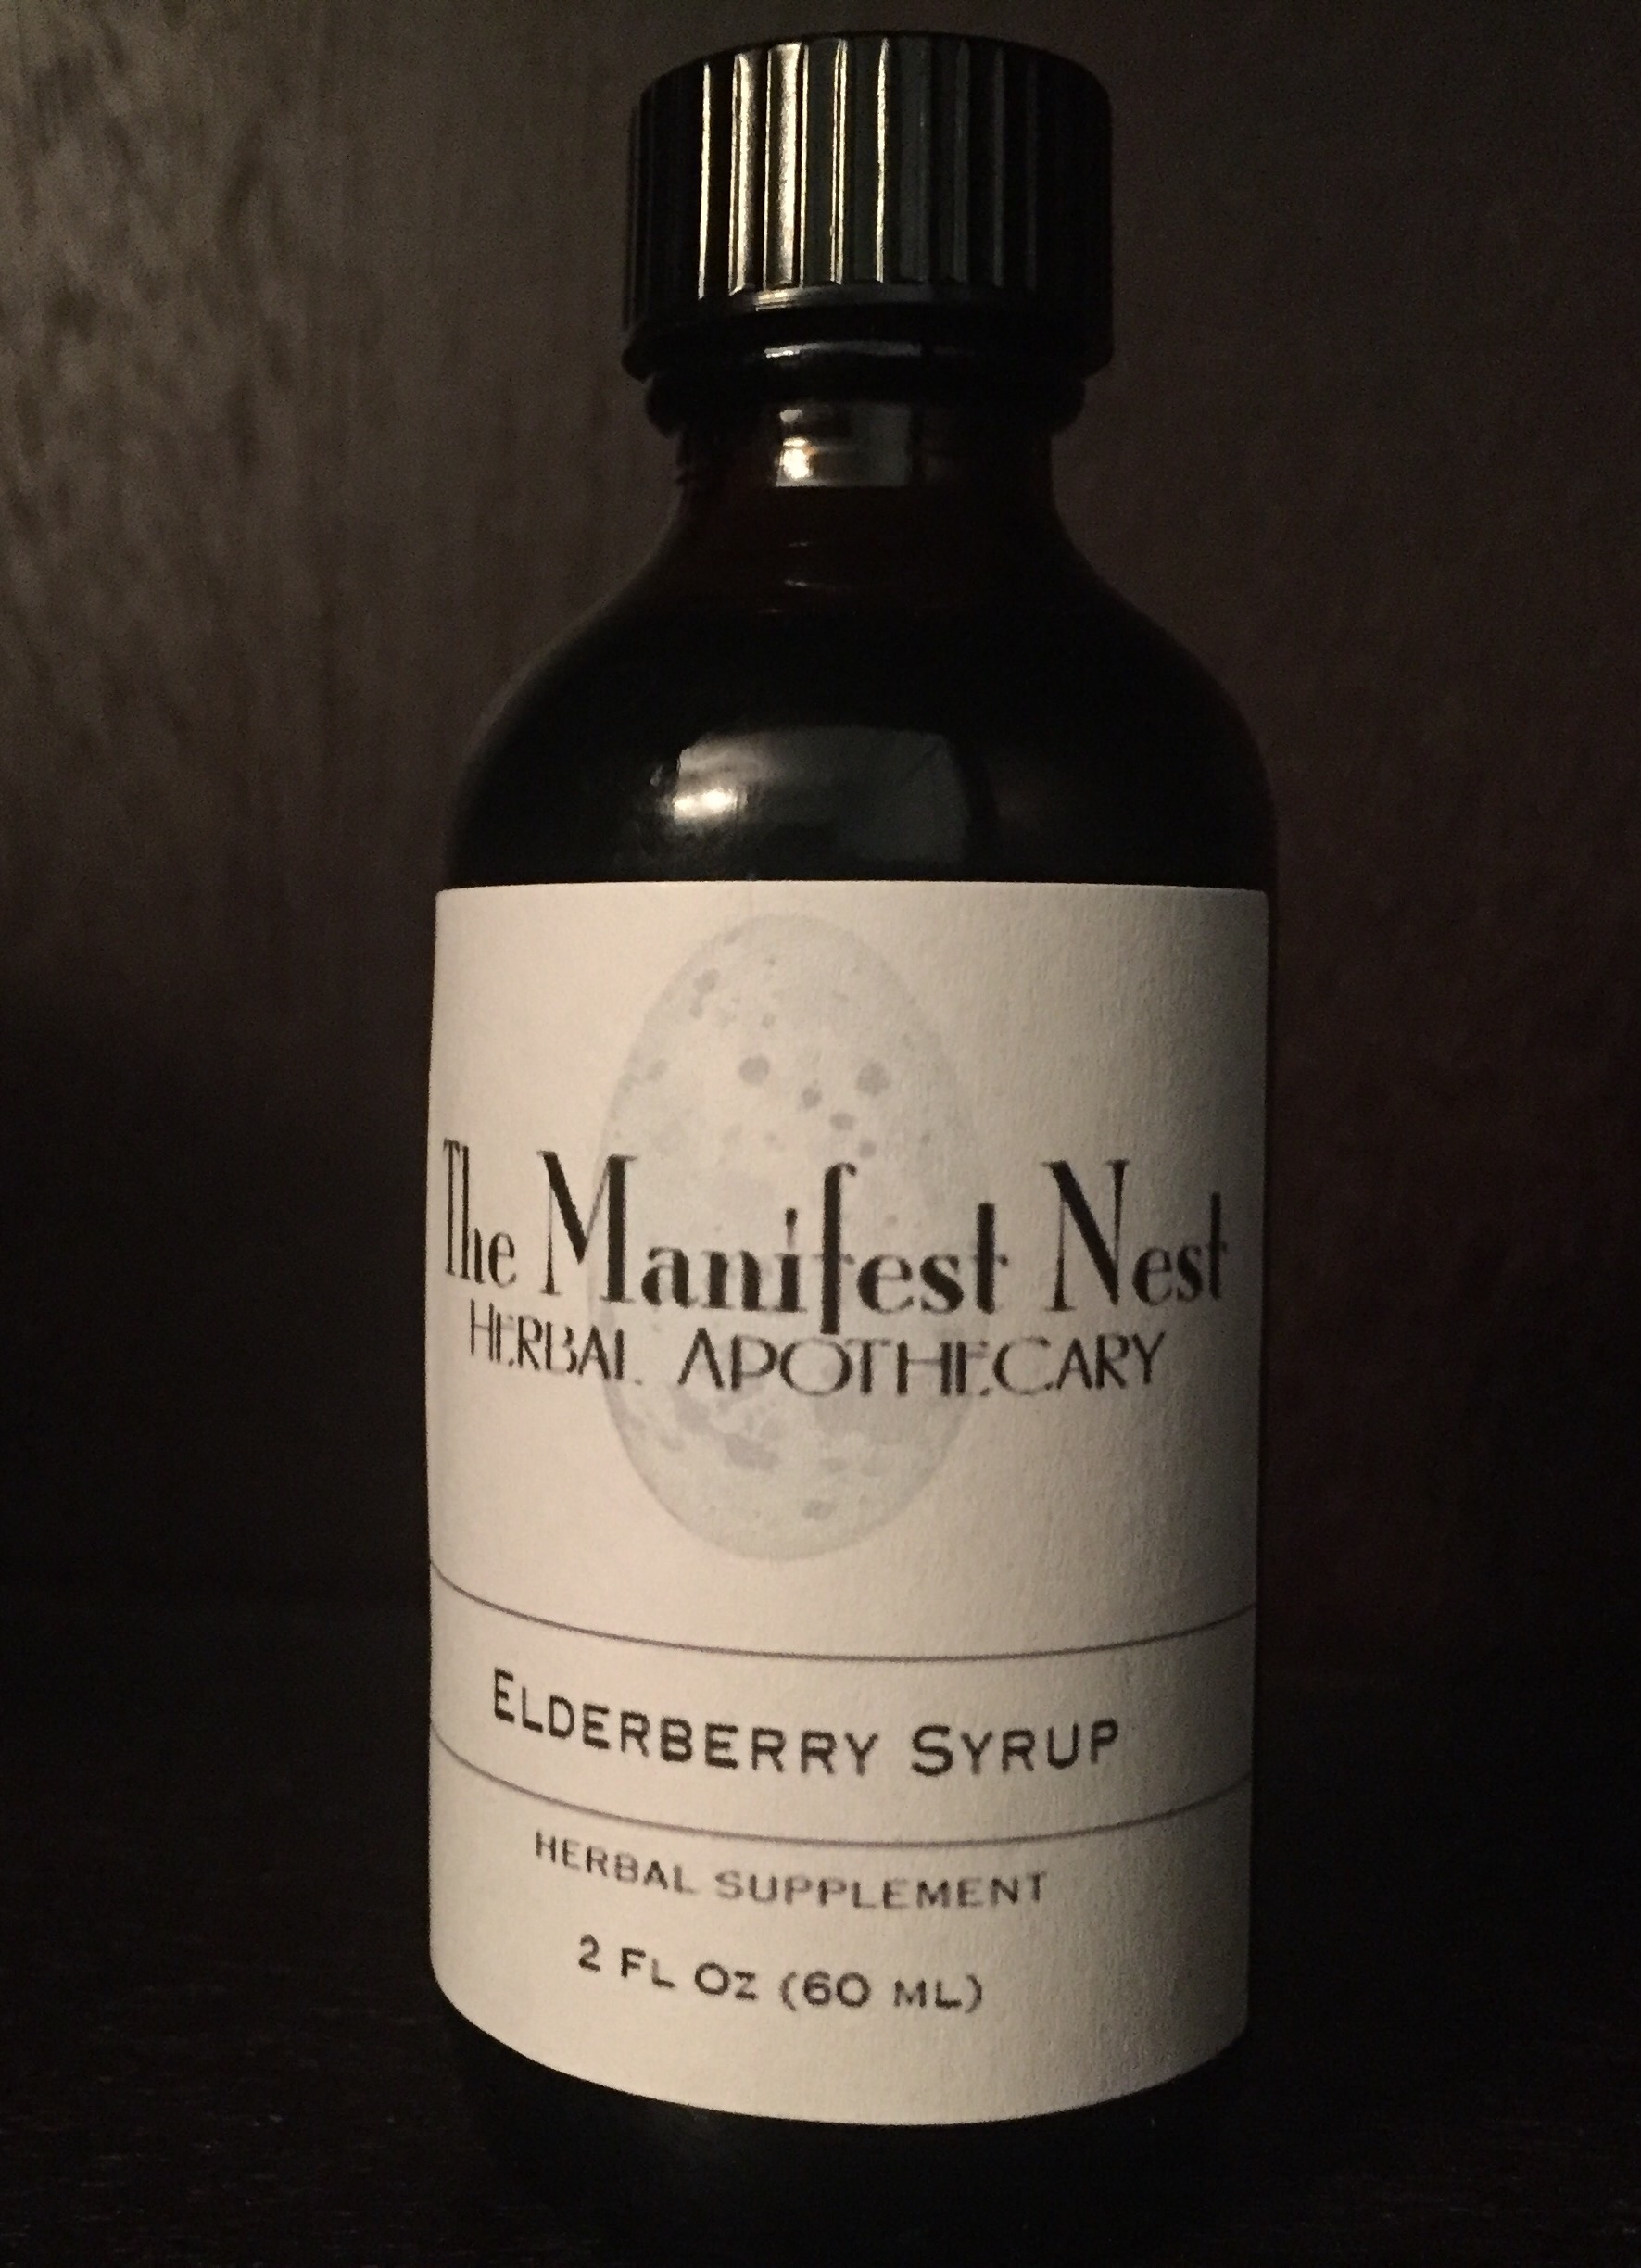 The Manifest Nest
HERBAL APOTHECARY
ELDERBERRY SYRUP
HERBAL SUPPLEMENT
2 FL OZ (60 ML)